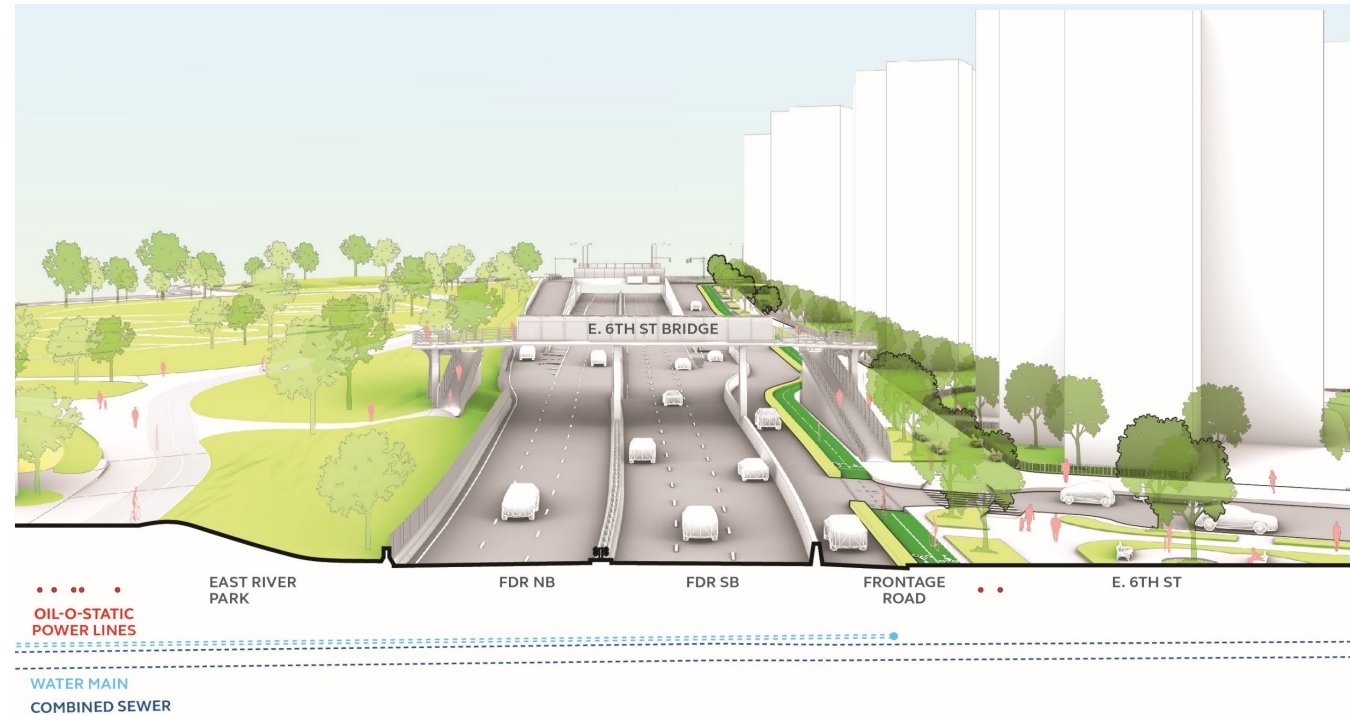 E. 6TH ST BRIDGE
EAST RIVER
PARK
FDR NB
FDR SB
FRONTAGE
ROAD
E. 6TH ST
OIL-O-STATIC
POWER LINES
WATER MAIN
COMBINED SEWER